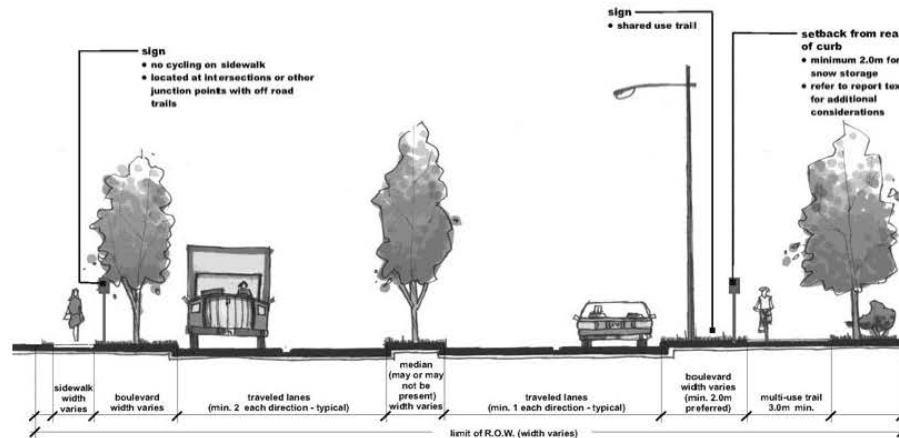 sign
• no cycling on sidewalk
• located at intersections or other
junction points with off road
trails
sign
• shared use trail
setback from rea
of curb
• minimum 2.0m for
snow storage
• refer to report tex
for additional
considerations
sidewalk
width
varies
boulevard
width varies
traveled lanes
(min. 2 each direction - typical)
median
(may or may
not be
present)
width varies
traveled lanes
(min. 1 each direction - typical)
boulevard
width varies
(min. 2.0m
preferred)
multi-use trail
3.0m min.
limit of R.O.W. (width varies)